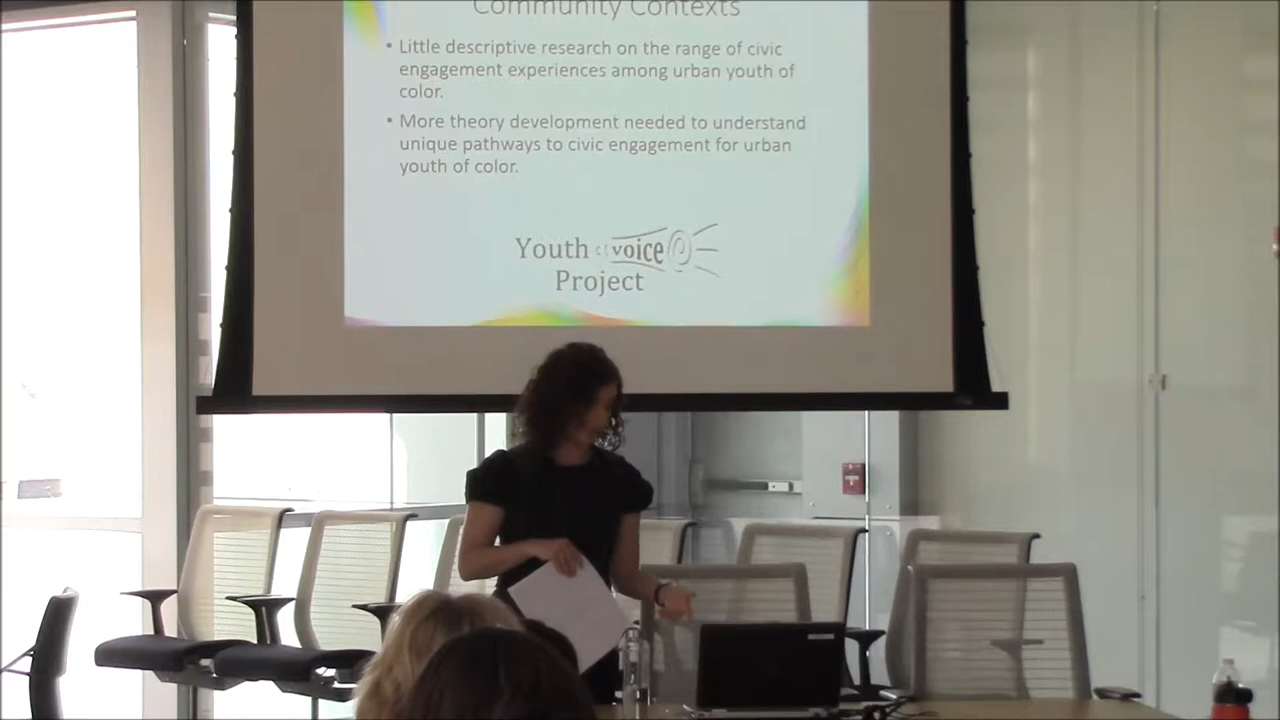 Community Contexts
• Little descriptive research on the range of civic
engagement experiences among urban youth of
color.
• More theory development needed to understand
unique pathways to civic engagement for urban
youth of color.
Youth voice
Project